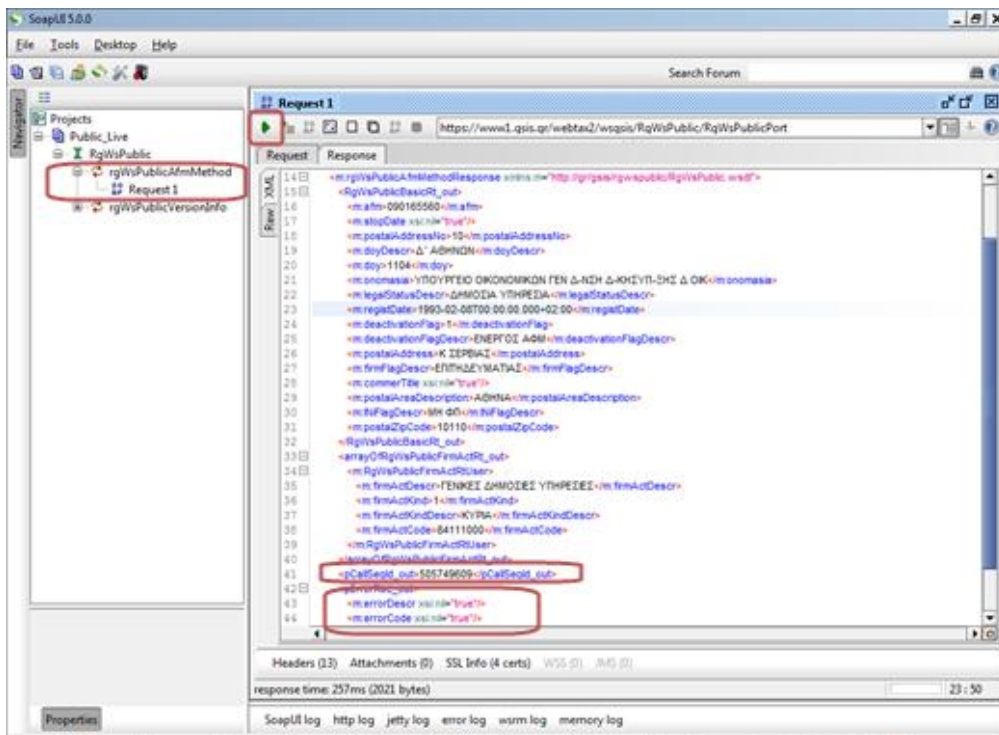 SoapUI 5.0.0
File Tools Desktop Help
Search Forum
Navigator
Projects
Public_Live
RgWsPublic
rgWsPublicAfmMethod
Request 1
rgWsPublicVersionInfo
Request 1
https://www1.gsis.gr/webtax2/wsgsis/RgWsPublic/RgWsPublicPort
Request Response
XML
Raw
14 <m:rgWsPublicAfmMethodResponse xmlns:m="http://gr/gsis/rgwspublic/RgWsPublic.wsdl">
15 <RgWsPublicBasicRt_out>
16 <m:afm>090165560</m:afm>
17 <m:stopDate xsi:nil="true"/>
18 <m:postalAddressNo>10</m:postalAddressNo>
19 <m:doyDescr>Δ΄ ΑΘΗΝΩΝ</m:doyDescr>
20 <m:doy>1104</m:doy>
21 <m:onomasia>ΥΠΟΥΡΓΕΙΟ ΟΙΚΟΝΟΜΙΚΩΝ ΓΕΝ Δ-ΝΣΗ Δ-ΚΗΣΥΠ-ΣΗΣ Δ ΟΙΚ</m:onomasia>
22 <m:legalStatusDescr>ΔΗΜΟΣΙΑ ΥΠΗΡΕΣΙΑ</m:legalStatusDescr>
23 <m:registDate>1993-02-08T00:00:00.000+02:00</m:registDate>
24 <m:deactivationFlag>1</m:deactivationFlag>
25 <m:deactivationFlagDescr>ΕΝΕΡΓΟΣ ΑΦΜ</m:deactivationFlagDescr>
26 <m:postalAddress>Κ ΣΕΡΒΙΑΣ</m:postalAddress>
27 <m:firmFlagDescr>ΕΠΙΤΗΔΕΥΜΑΤΙΑΣ</m:firmFlagDescr>
28 <m:commerTitle xsi:nil="true"/>
29 <m:postalAreaDescription>ΑΘΗΝΑ</m:postalAreaDescription>
30 <m:INiFlagDescr>ΜΗ ΦΠ</m:INiFlagDescr>
31 <m:postalZipCode>10110</m:postalZipCode>
32 </RgWsPublicBasicRt_out>
33 <arrayOfRgWsPublicFirmActRt_out>
34 <m:RgWsPublicFirmActRtUser>
35 <m:firmActDescr>ΓΕΝΙΚΕΣ ΔΗΜΟΣΙΕΣ ΥΠΗΡΕΣΙΕΣ</m:firmActDescr>
36 <m:firmActKind>1</m:firmActKind>
37 <m:firmActKindDescr>ΚΥΡΙΑ</m:firmActKindDescr>
38 <m:firmActCode>84111000</m:firmActCode>
39 </m:RgWsPublicFirmActRtUser>
40 </arrayOfRgWsPublicFirmActRt_out>
41 <pCallSeqId_out>505749609</pCallSeqId_out>
42 <pErrorRec_out>
43 <m:errorDescr xsi:nil="true"/>
44 <m:errorCode xsi:nil="true"/>
Headers (13) Attachments (0) SSL Info (4 certs) WSS (0) JMS (0)
response time: 257ms (2021 bytes)
23 : 50
Properties
SoapUI log http log jetty log error log wsrm log memory log